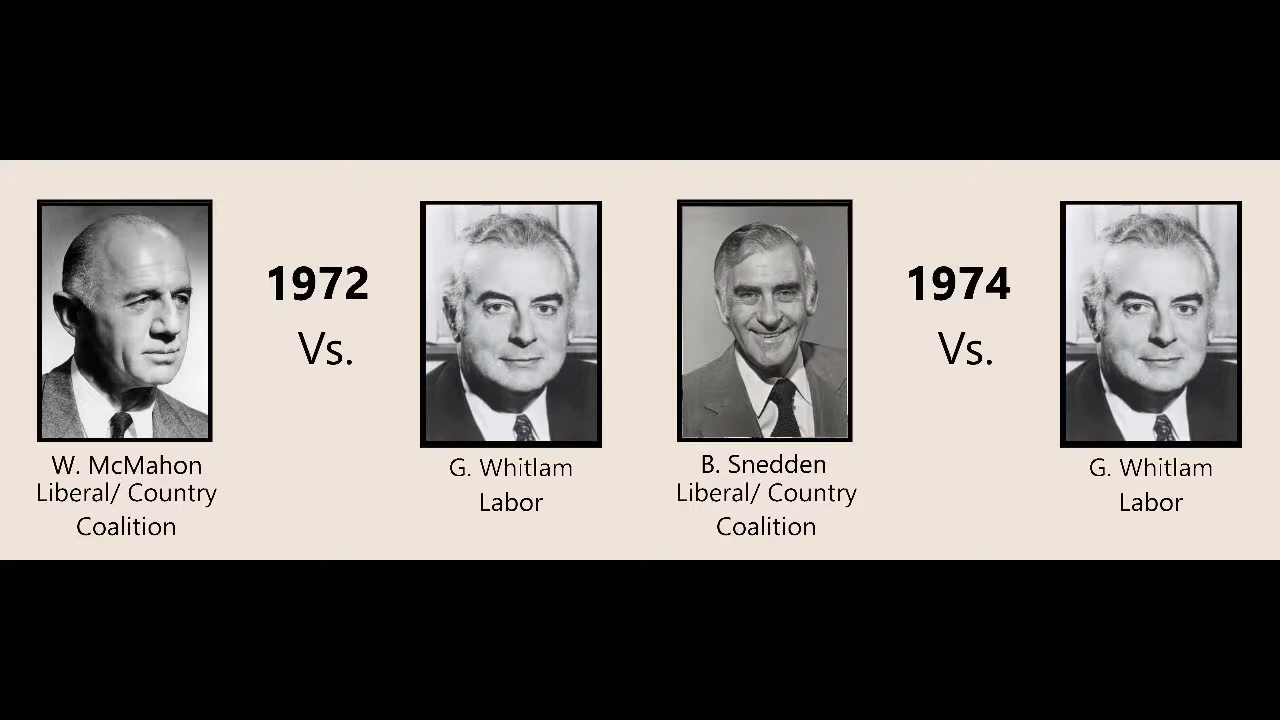 1972
Vs.
W. McMahon
Liberal/ Country
Coalition
G. Whitlam
Labor
1974
Vs.
B. Snedden
Liberal/ Country
Coalition
G. Whitlam
Labor